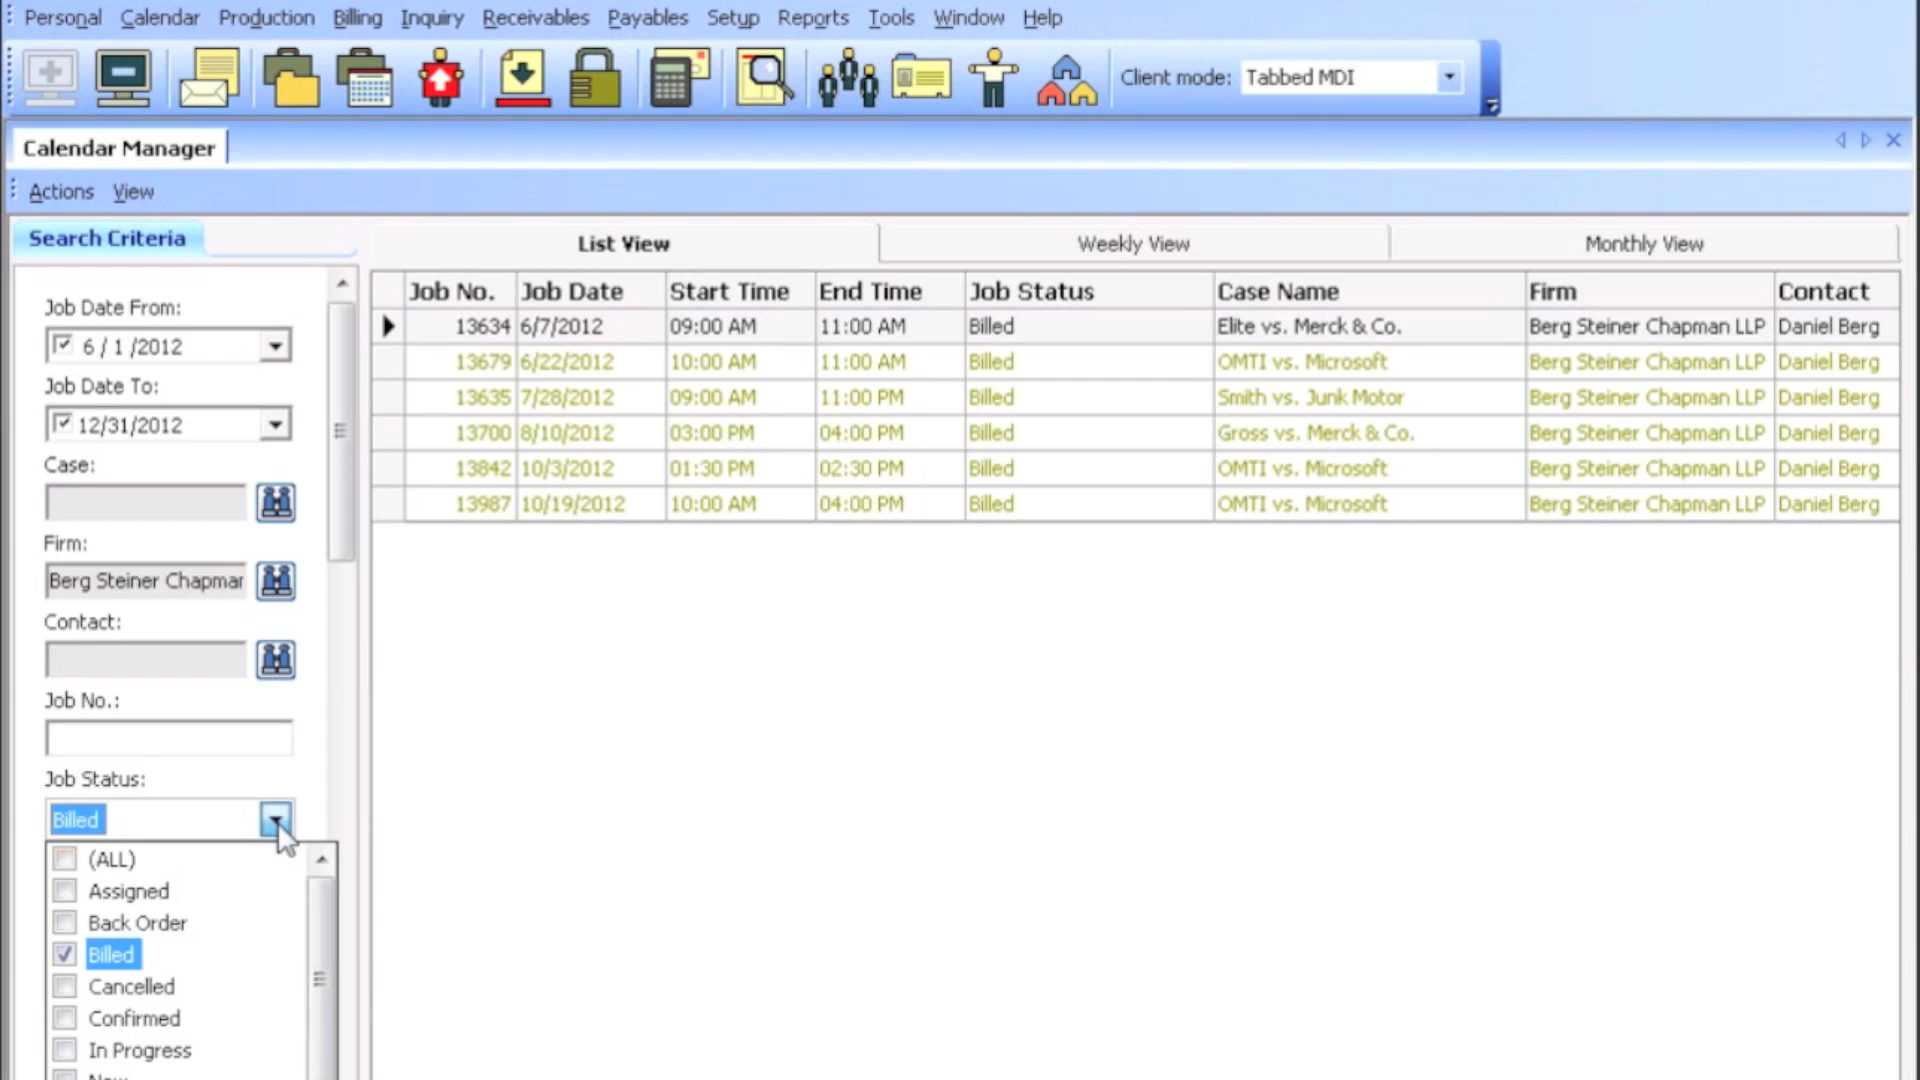 Personal Calendar Production Billing Inquiry Receivables Payables Setup Reports Tools Window Help
Client mode: Tabbed MDI
Calendar Manager
Actions View
Search Criteria
List View Weekly View Monthly View
Job Date From:
6 / 1 /2012
Job Date To:
12/31/2012
Case:
Firm:
Berg Steiner Chapmar
Contact:
Job No.:
Job Status:
Billed
(ALL)
Assigned
Back Order
Billed
Cancelled
Confirmed
In Progress
Job No. Job Date Start Time End Time Job Status Case Name Firm Contact
13634 6/7/2012 09:00 AM 11:00 AM Billed Elite vs. Merck & Co. Berg Steiner Chapman LLP Daniel Berg
13679 6/22/2012 10:00 AM 11:00 AM Billed OMTI vs. Microsoft Berg Steiner Chapman LLP Daniel Berg
13635 7/28/2012 09:00 AM 11:00 PM Billed Smith vs. Junk Motor Berg Steiner Chapman LLP Daniel Berg
13700 8/10/2012 03:00 PM 04:00 PM Billed Gross vs. Merck & Co. Berg Steiner Chapman LLP Daniel Berg
13842 10/3/2012 01:30 PM 02:30 PM Billed OMTI vs. Microsoft Berg Steiner Chapman LLP Daniel Berg
13987 10/19/2012 10:00 AM 04:00 PM Billed OMTI vs. Microsoft Berg Steiner Chapman LLP Daniel Berg